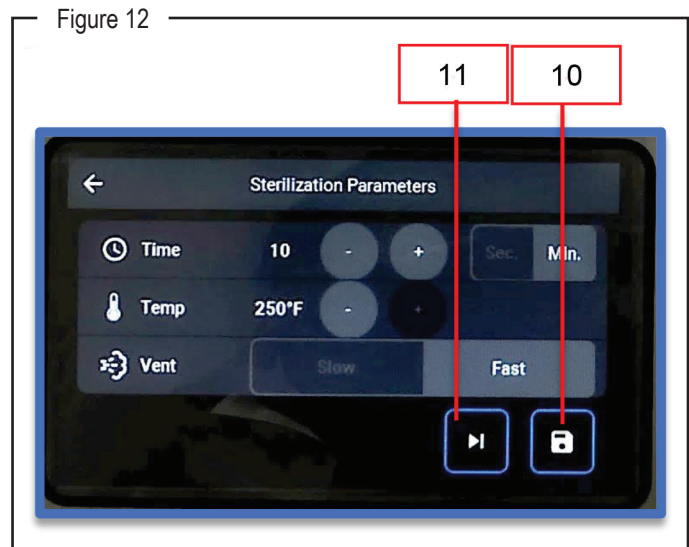 Figure 12
11 10
Sterilization Parameters
Time 10 - + Sec. Min.
Temp 250°F - +
Vent Slow Fast